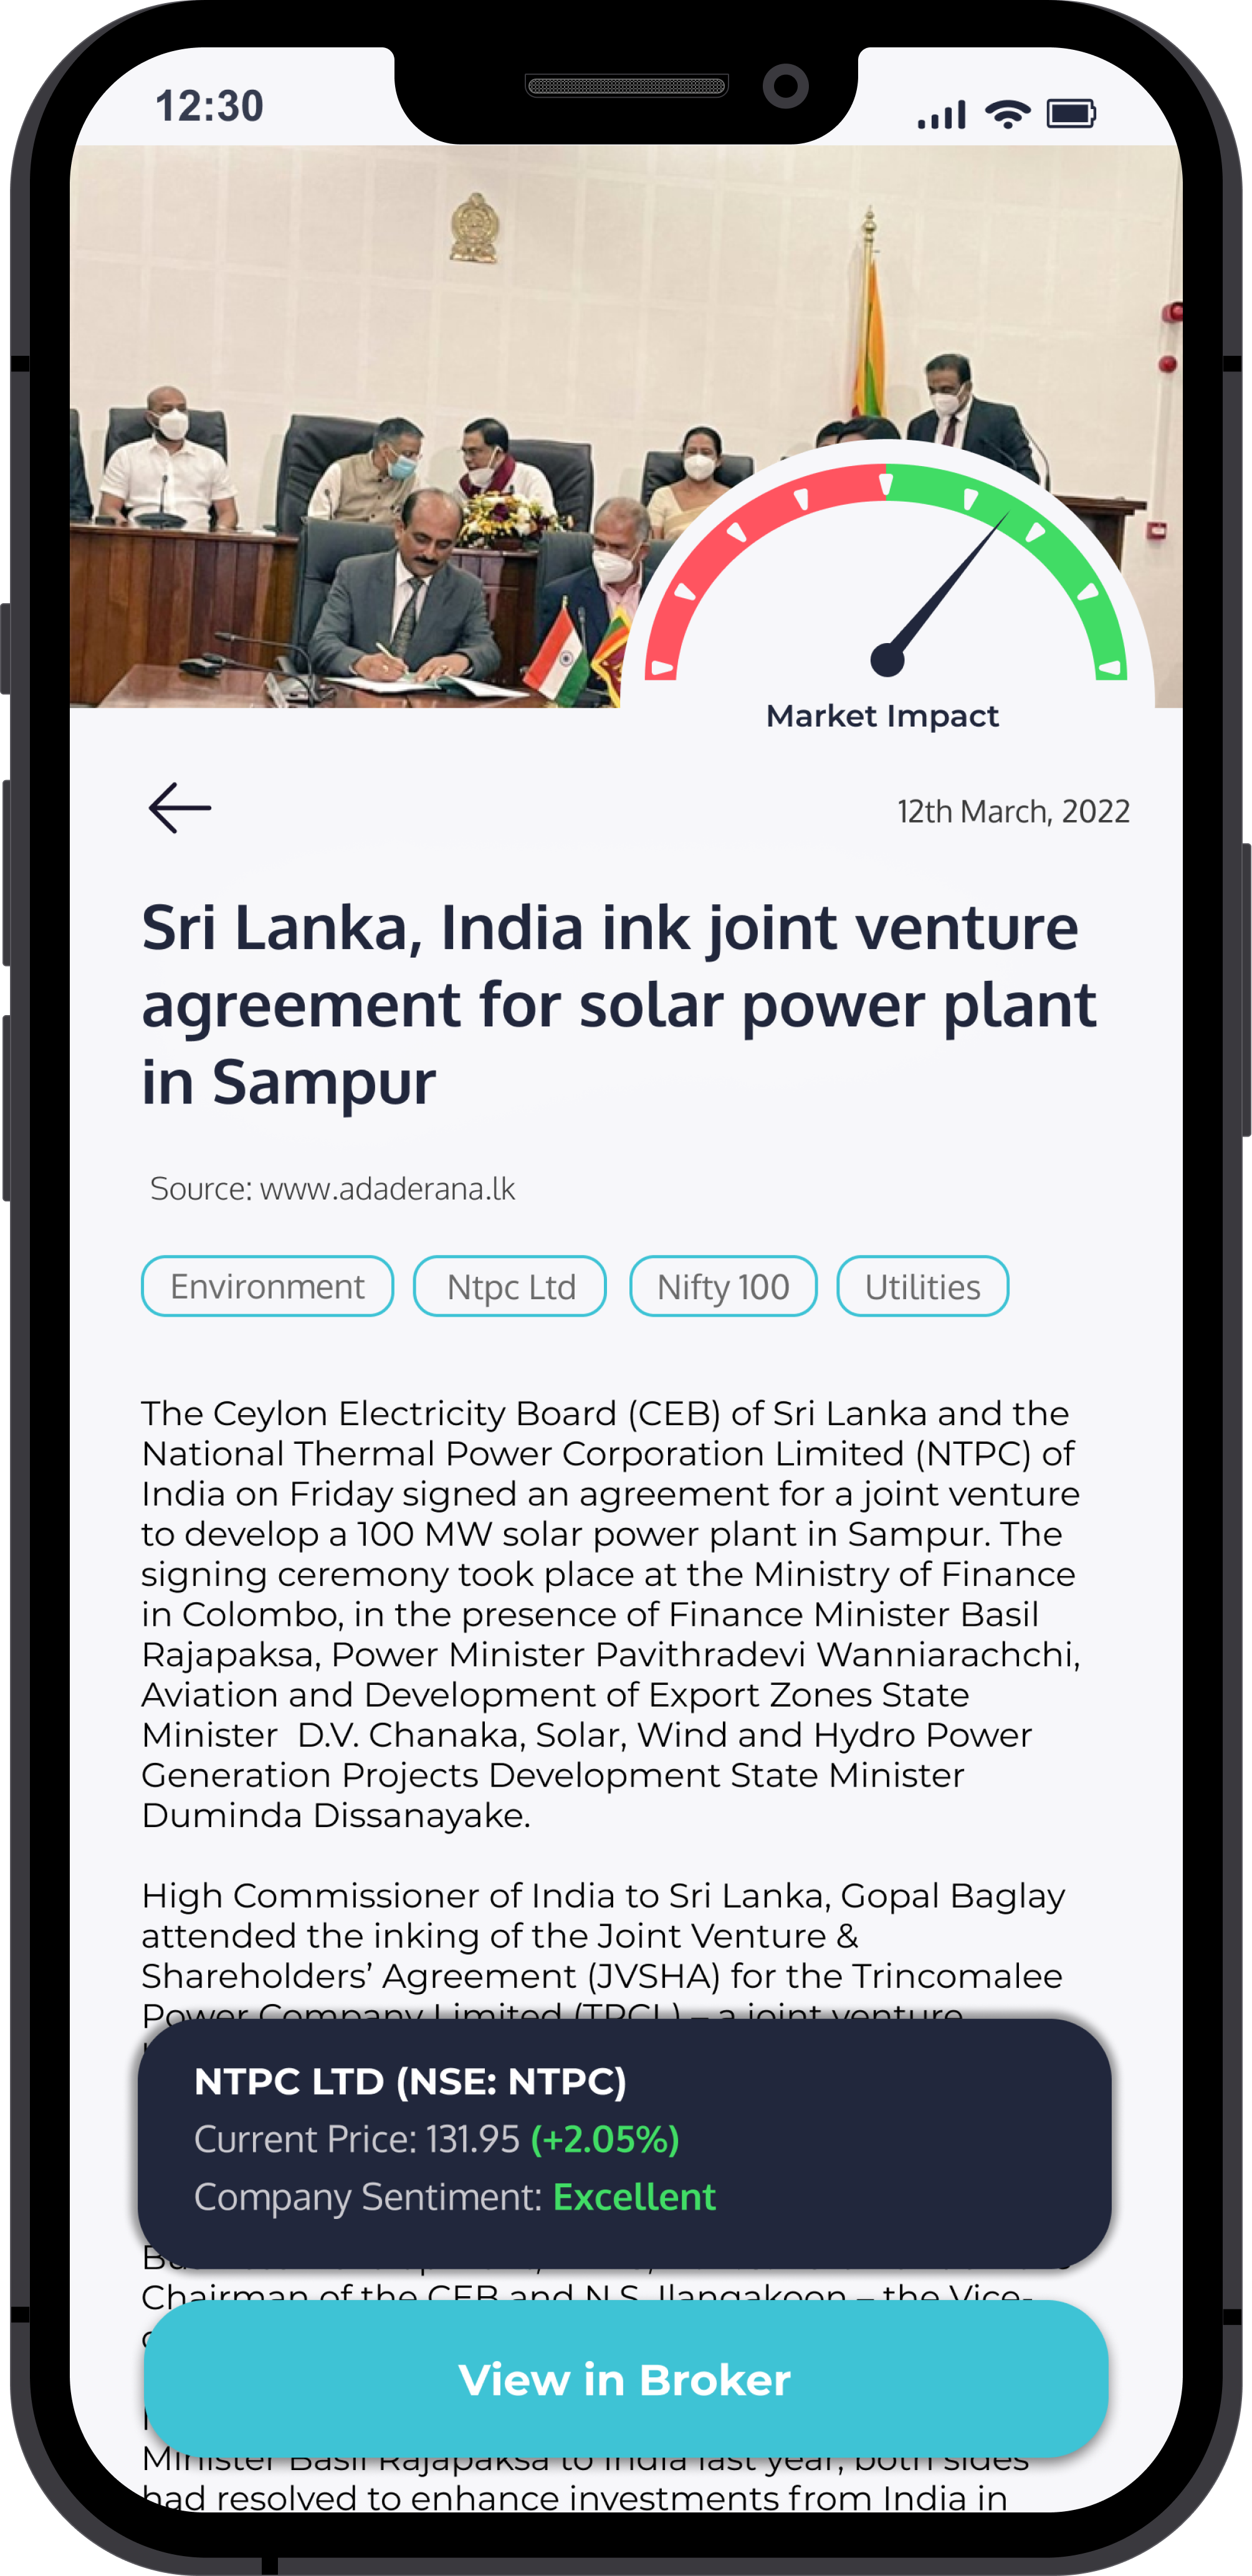 12:30
Market Impact
12th March, 2022
Sri Lanka, India ink joint venture
agreement for solar power plant
in Sampur
Source: www.adaderana.lk
Environment
Ntpc Ltd
Nifty 100
Utilities
The Ceylon Electricity Board (CEB) of Sri Lanka and the
National Thermal Power Corporation Limited (NTPC) of
India on Friday signed an agreement for a joint venture
to develop a 100 MW solar power plant in Sampur. The
signing ceremony took place at the Ministry of Finance
in Colombo, in the presence of Finance Minister Basil
Rajapaksa, Power Minister Pavithradevi Wanniarachchi,
Aviation and Development of Export Zones State
Minister  D.V. Chanaka, Solar, Wind and Hydro Power
Generation Projects Development State Minister
Duminda Dissanayake.
High Commissioner of India to Sri Lanka, Gopal Baglay
attended the inking of the Joint Venture &
Shareholders’ Agreement (JVSHA) for the Trincomalee
Power Company Limited (TPCL) – a joint venture
NTPC LTD (NSE: NTPC)
Current Price: 131.95 (+2.05%)
Company Sentiment: Excellent
Chairman of the CEB and N.S. Ilangakoon – the Vice-
View in Broker
Minister Basil Rajapaksa to India last year, both sides
had resolved to enhance investments from India in